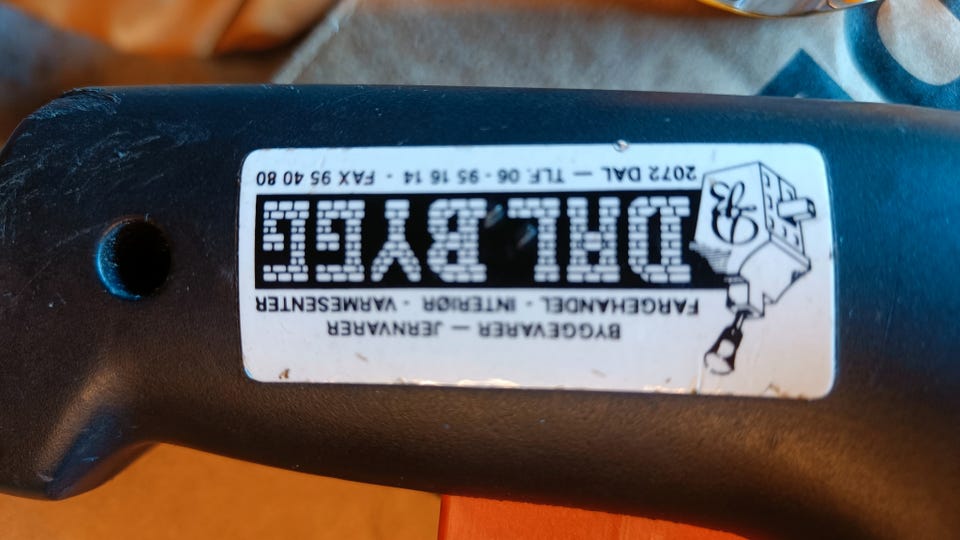 BYGGEVARER — JERNVARER
FARGEHANDEL - INTERIØR - VARMESENTER
DAL BYGG
2072 DAL — TLF. 06 - 95 16 14 - FAX 95 40 80